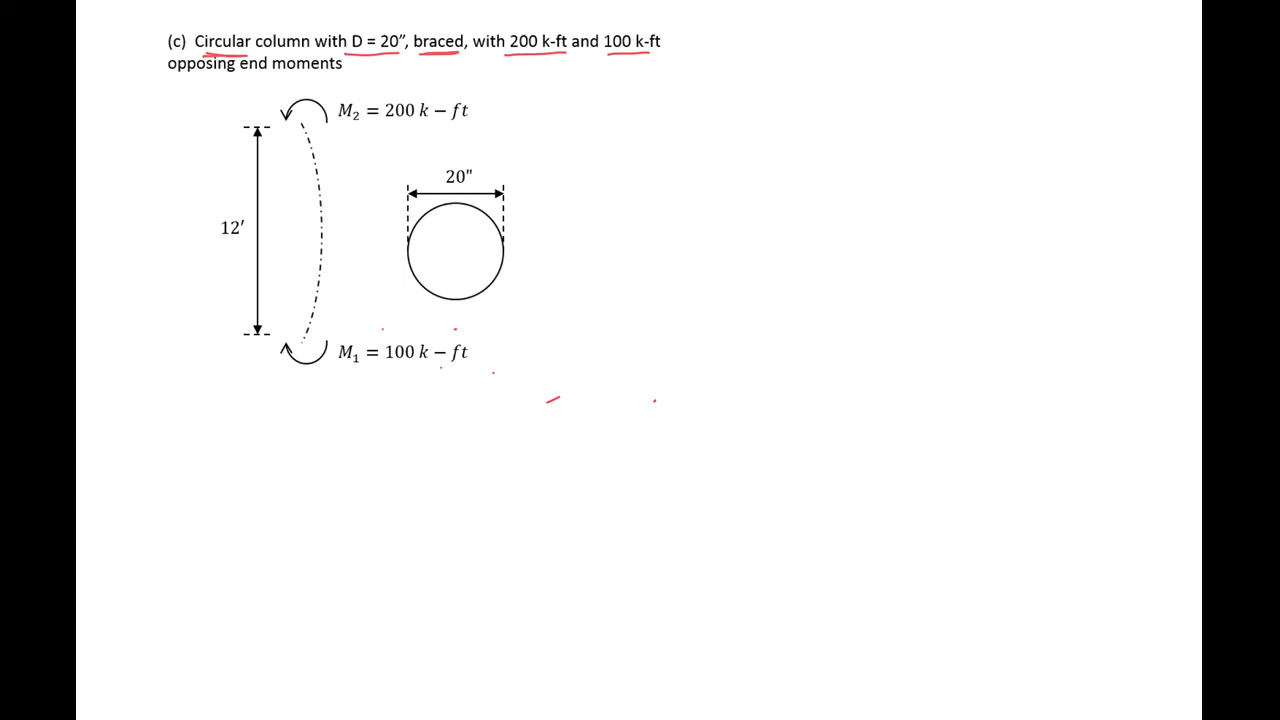 (c) Circular column with D = 20”, braced, with 200 k-ft and 100 k-ft
opposing end moments
M₂ = 200 k − ft
20"
12′
M₁ = 100 k − ft